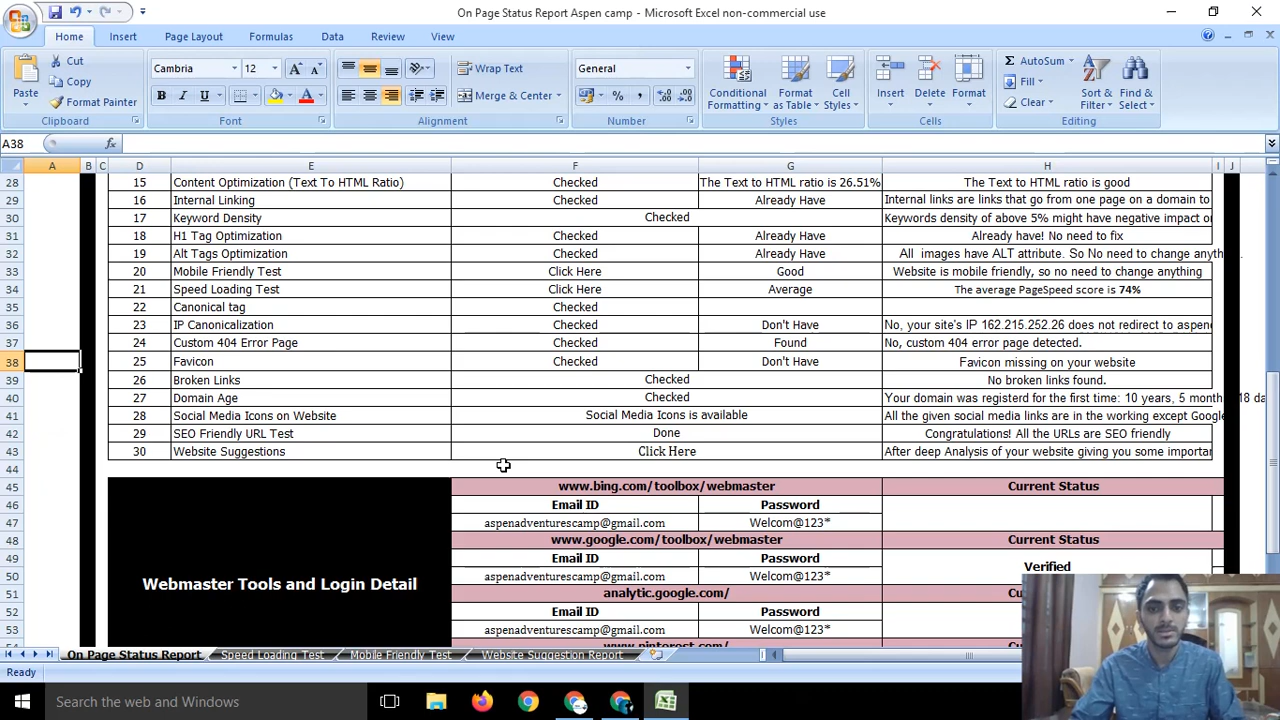 On Page Status Report Aspen camp - Microsoft Excel non-commercial use
Home Insert Page Layout Formulas Data Review View
Paste Cut Copy Format Painter
Cambria 12 General
Wrap Text Merge & Center
Conditional Formatting Format as Table Cell Styles Insert Delete Format
AutoSum Fill Clear Sort & Filter Find & Select
Clipboard Font Alignment Number Styles Cells Editing
A38 fx
A B C D E F G H I J
28 15 Content Optimization (Text To HTML Ratio) Checked The Text to HTML ratio is 26.51% The Text to HTML ratio is good
29 16 Internal Linking Checked Already Have Internal links are links that go from one page on a domain to
30 17 Keyword Density Checked Keywords density of above 5% might have negative impact or
31 18 H1 Tag Optimization Checked Already Have Already have! No need to fix
32 19 Alt Tags Optimization Checked Already Have All images have ALT attribute. So No need to change anyth
33 20 Mobile Friendly Test Click Here Good Website is mobile friendly, so no need to change anything
34 21 Speed Loading Test Click Here Average The average PageSpeed score is 74%
35 22 Canonical tag Checked
36 23 IP Canonicalization Checked Don't Have No, your site's IP 162.215.252.26 does not redirect to aspen
37 24 Custom 404 Error Page Checked Found No, custom 404 error page detected.
38 25 Favicon Checked Don't Have Favicon missing on your website
39 26 Broken Links Checked No broken links found.
40 27 Domain Age Checked Your domain was registerd for the first time: 10 years, 5 month 18 da
41 28 Social Media Icons on Website Social Media Icons is available All the given social media links are in the working except Google
42 29 SEO Friendly URL Test Done Congratulations! All the URLs are SEO friendly
43 30 Website Suggestions Click Here After deep Analysis of your website giving you some importar
44
45 www.bing.com/toolbox/webmaster Current Status
46 Email ID Password
47 aspenadventurescamp@gmail.com Welcom@123*
48 www.google.com/toolbox/webmaster Current Status
49 Email ID Password
Verified
50 aspenadventurescamp@gmail.com Welcom@123*
Webmaster Tools and Login Detail
51 analytic.google.com/
52 Email ID Password
53 aspenadventurescamp@gmail.com Welcom@123*
54 www.pinterest.com/
On Page Status Report Speed Loading Test Mobile Friendly Test Website Suggestion Report
Ready
Search the web and Windows